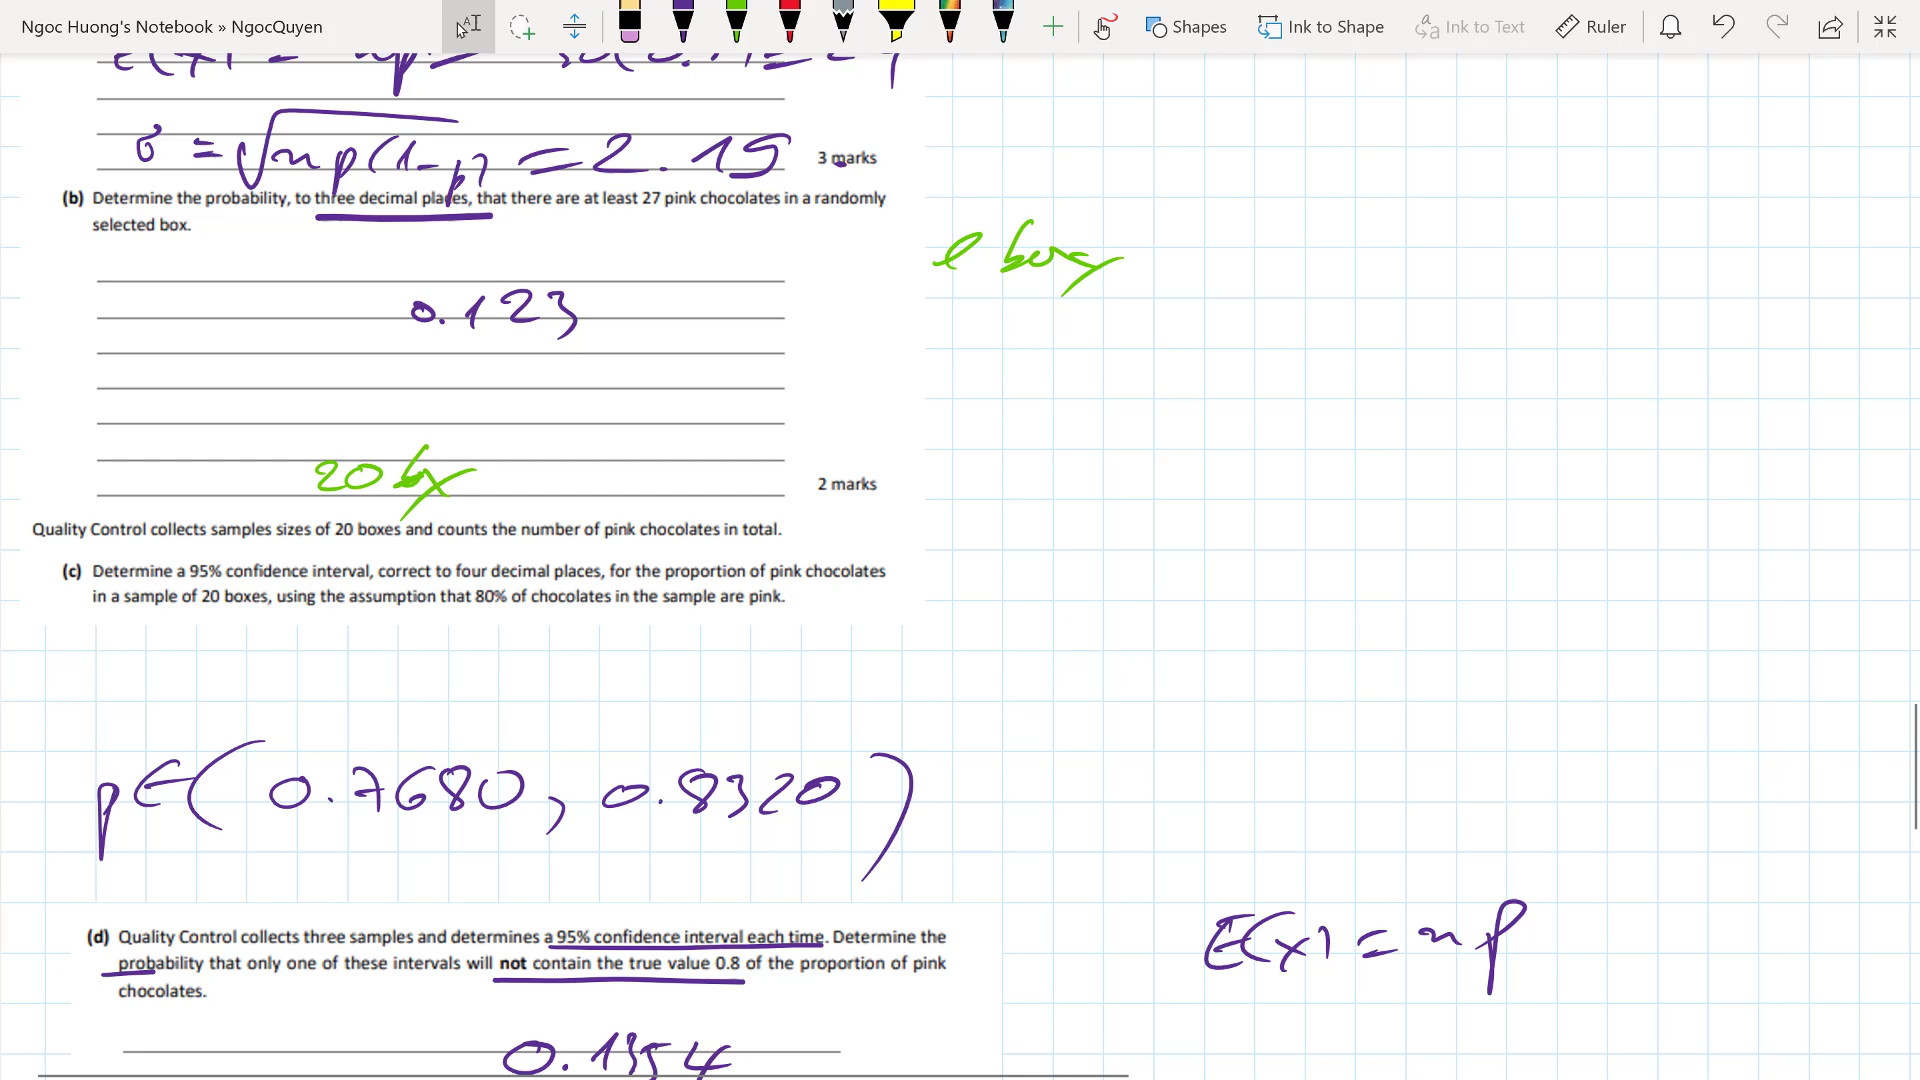 Ngoc Huong's Notebook » NgocQuyen
Shapes
Ink to Shape
Ink to Text
Ruler
σ = √np(1-p) = 2.19
3 marks
(b) Determine the probability, to three decimal places, that there are at least 27 pink chocolates in a randomly
selected box.
box
0.123
20 bx
2 marks
Quality Control collects samples sizes of 20 boxes and counts the number of pink chocolates in total.
(c) Determine a 95% confidence interval, correct to four decimal places, for the proportion of pink chocolates
in a sample of 20 boxes, using the assumption that 80% of chocolates in the sample are pink.
p∈(0.7680, 0.8320)
E(x) = np
(d) Quality Control collects three samples and determines a 95% confidence interval each time. Determine the
probability that only one of these intervals will not contain the true value 0.8 of the proportion of pink
chocolates.
0.1354